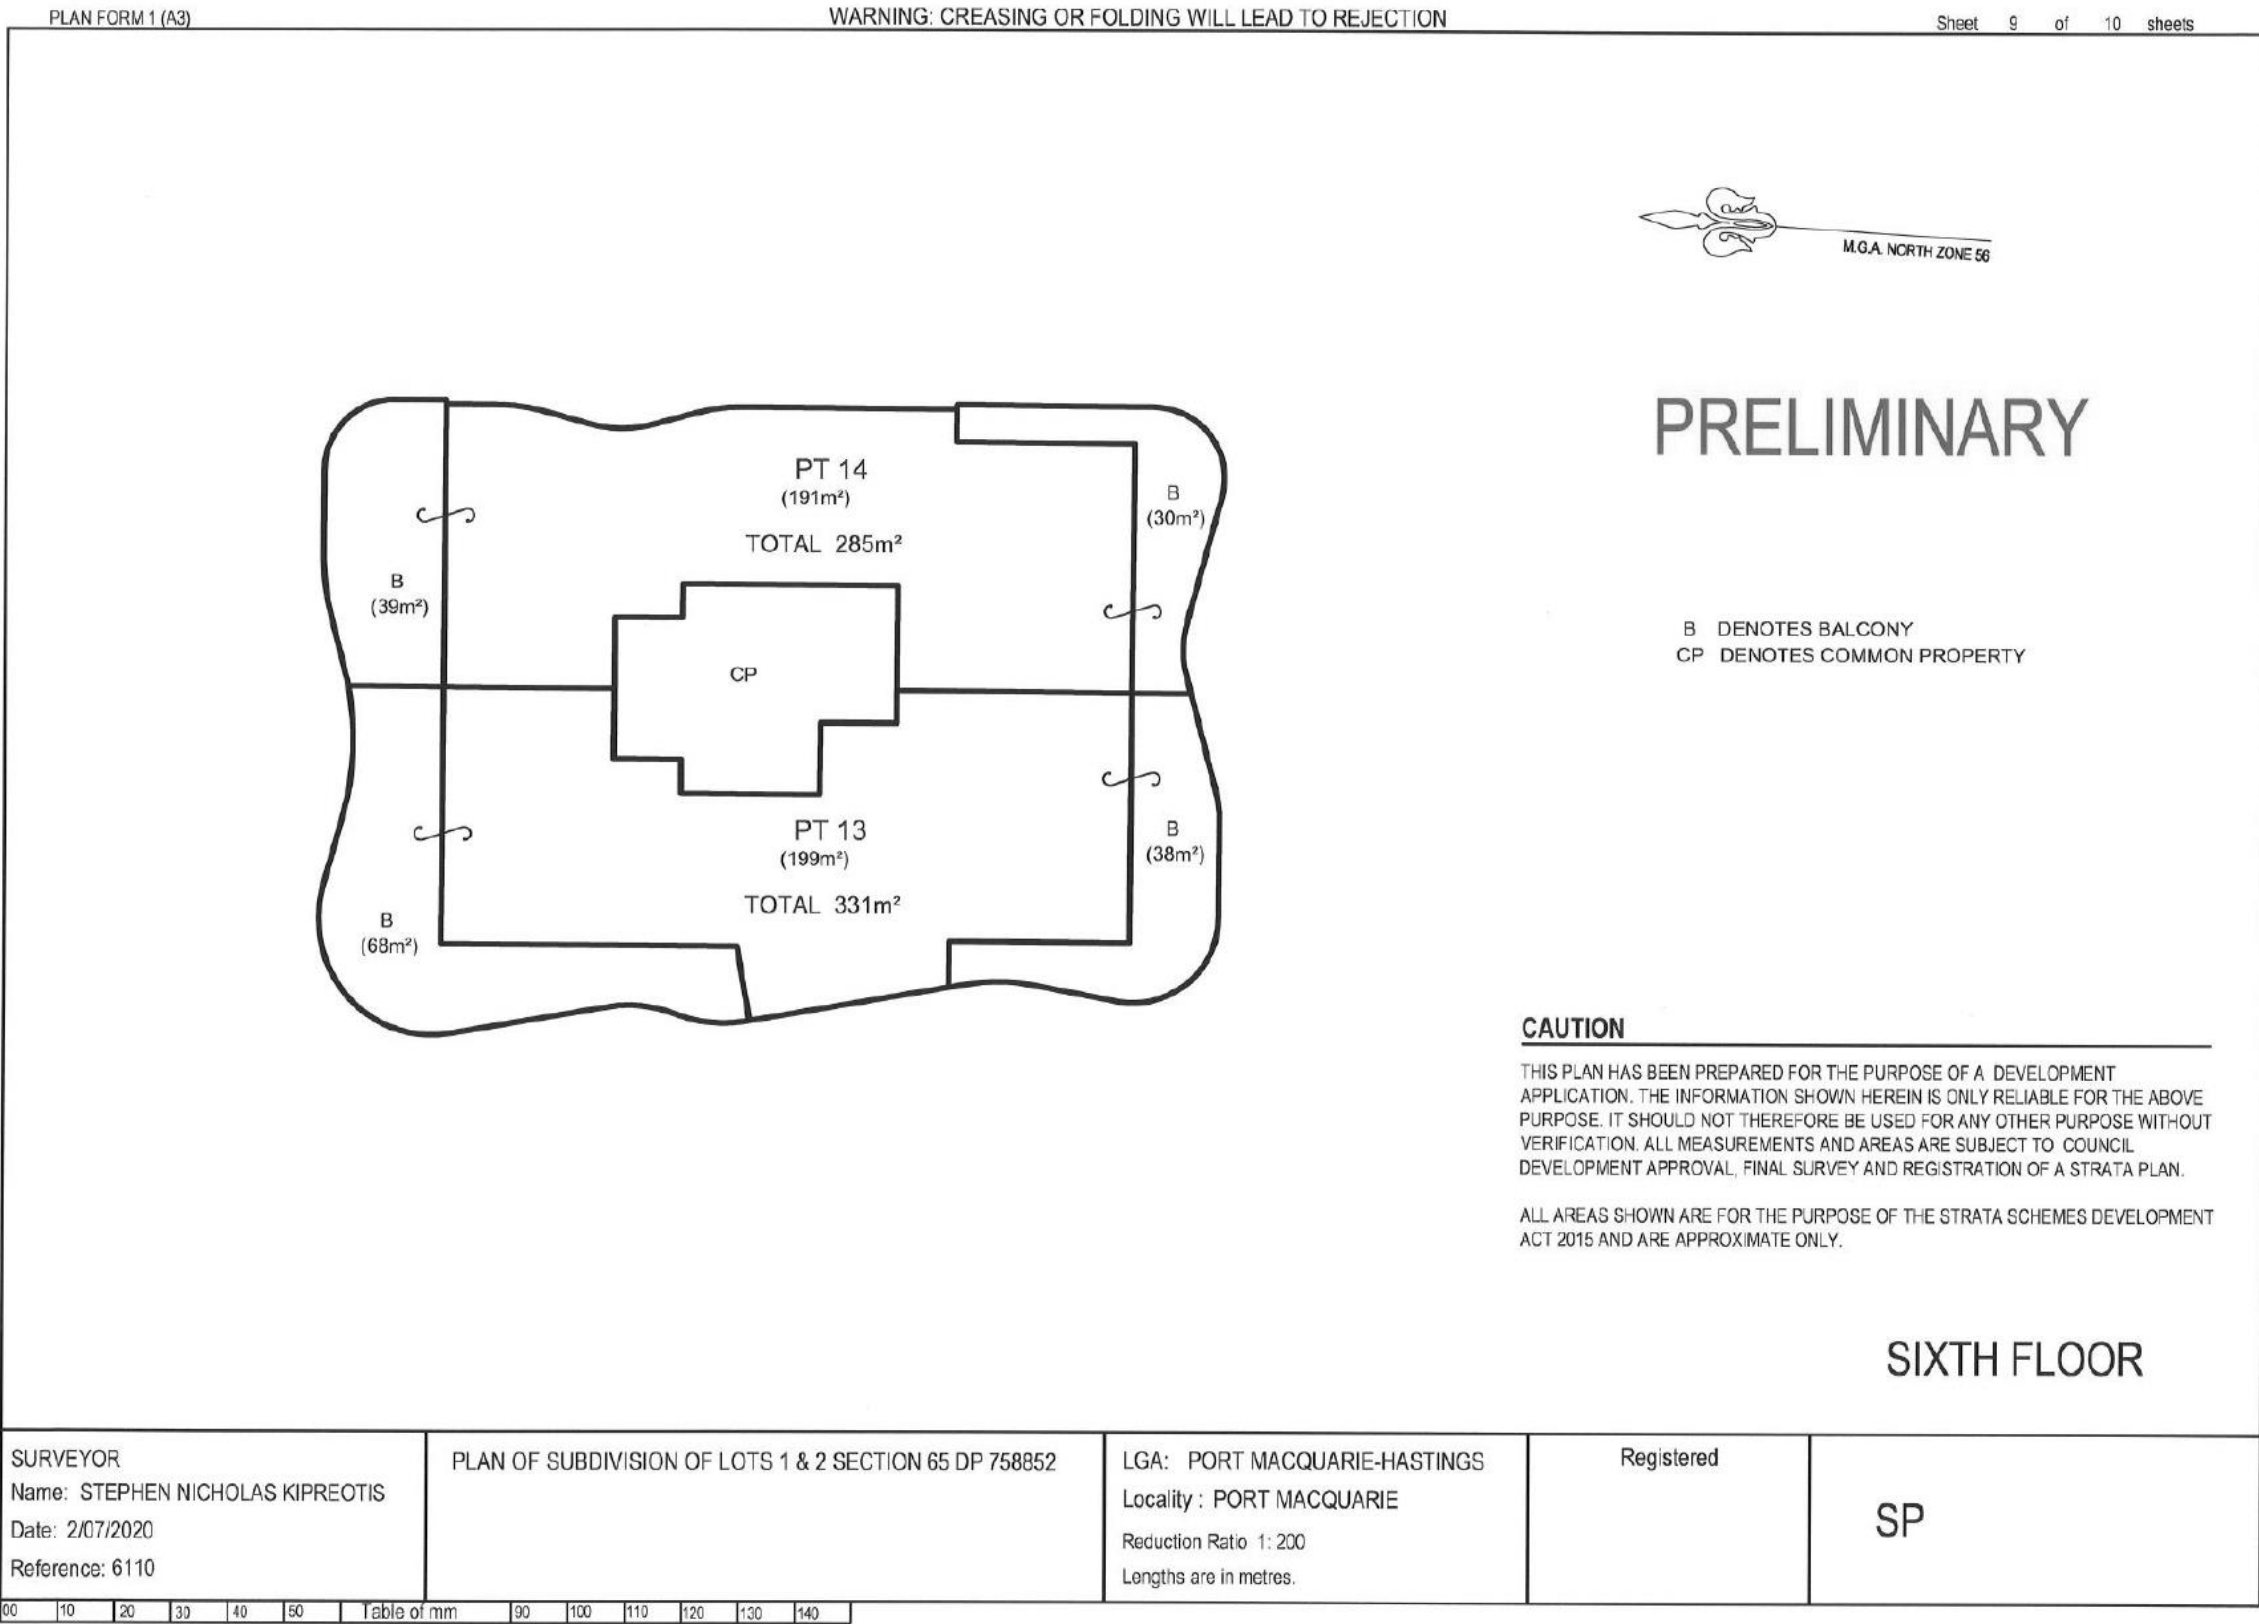 PLAN FORM 1 (A3)
WARNING: CREASING OR FOLDING WILL LEAD TO REJECTION
Sheet 9 of 10 sheets
M.G.A. NORTH ZONE 56
PRELIMINARY
PT 14
(191m²)
TOTAL 285m²
B
(30m²)
B
(39m²)
B DENOTES BALCONY
CP DENOTES COMMON PROPERTY
CP
PT 13
(199m²)
TOTAL 331m²
B
(38m²)
B
(68m²)
CAUTION
THIS PLAN HAS BEEN PREPARED FOR THE PURPOSE OF A DEVELOPMENT
APPLICATION. THE INFORMATION SHOWN HEREIN IS ONLY RELIABLE FOR THE ABOVE
PURPOSE. IT SHOULD NOT THEREFORE BE USED FOR ANY OTHER PURPOSE WITHOUT
VERIFICATION. ALL MEASUREMENTS AND AREAS ARE SUBJECT TO COUNCIL
DEVELOPMENT APPROVAL, FINAL SURVEY AND REGISTRATION OF A STRATA PLAN.
ALL AREAS SHOWN ARE FOR THE PURPOSE OF THE STRATA SCHEMES DEVELOPMENT
ACT 2015 AND ARE APPROXIMATE ONLY.
SIXTH FLOOR
SURVEYOR
Name: STEPHEN NICHOLAS KIPREOTIS
Date: 2/07/2020
Reference: 6110
PLAN OF SUBDIVISION OF LOTS 1 & 2 SECTION 65 DP 758852
LGA: PORT MACQUARIE-HASTINGS
Locality : PORT MACQUARIE
Reduction Ratio 1: 200
Lengths are in metres.
Registered
SP
00 10 20 30 40 50 Table of mm 90 100 110 120 130 140